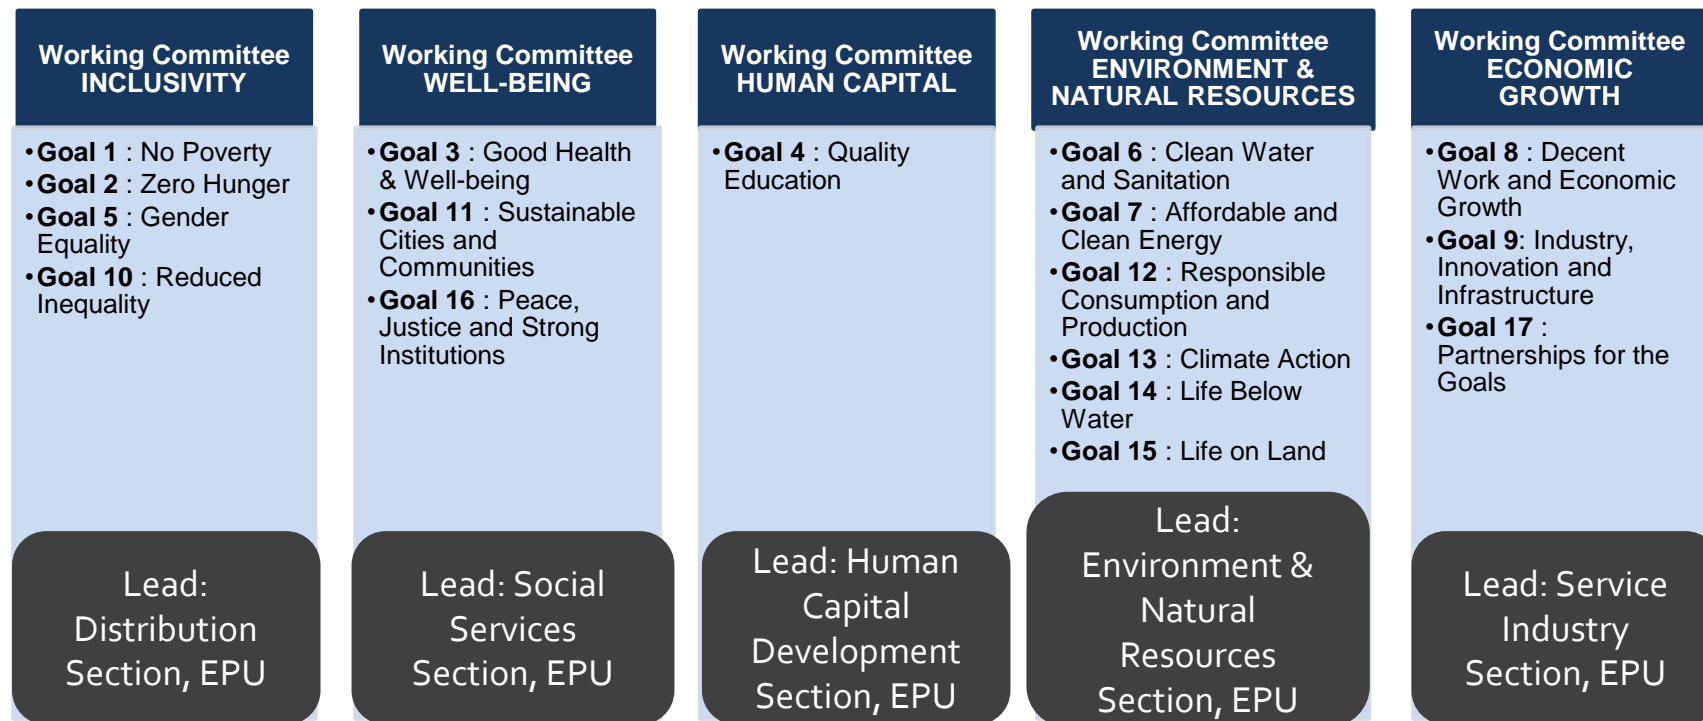 Working Committee
INCLUSIVITY
•Goal 1 : No Poverty
•Goal 2 : Zero Hunger
•Goal 5 : Gender
Equality
•Goal 10 : Reduced
Inequality
Lead:
Distribution
Section, EPU
Working Committee
WELL-BEING
•Goal 3 : Good Health
& Well-being
•Goal 11 : Sustainable
Cities and
Communities
•Goal 16 : Peace,
Justice and Strong
Institutions
Lead: Social
Services
Section, EPU
Working Committee
HUMAN CAPITAL
•Goal 4 : Quality
Education
Lead: Human
Capital
Development
Section, EPU
Working Committee
ENVIRONMENT &
NATURAL RESOURCES
•Goal 6 : Clean Water
and Sanitation
•Goal 7 : Affordable and
Clean Energy
•Goal 12 : Responsible
Consumption and
Production
•Goal 13 : Climate Action
•Goal 14 : Life Below
Water
•Goal 15 : Life on Land
Lead:
Environment &
Natural
Resources
Section, EPU
Working Committee
ECONOMIC
GROWTH
•Goal 8 : Decent
Work and Economic
Growth
•Goal 9: Industry,
Innovation and
Infrastructure
•Goal 17 :
Partnerships for the
Goals
Lead: Service
Industry
Section, EPU